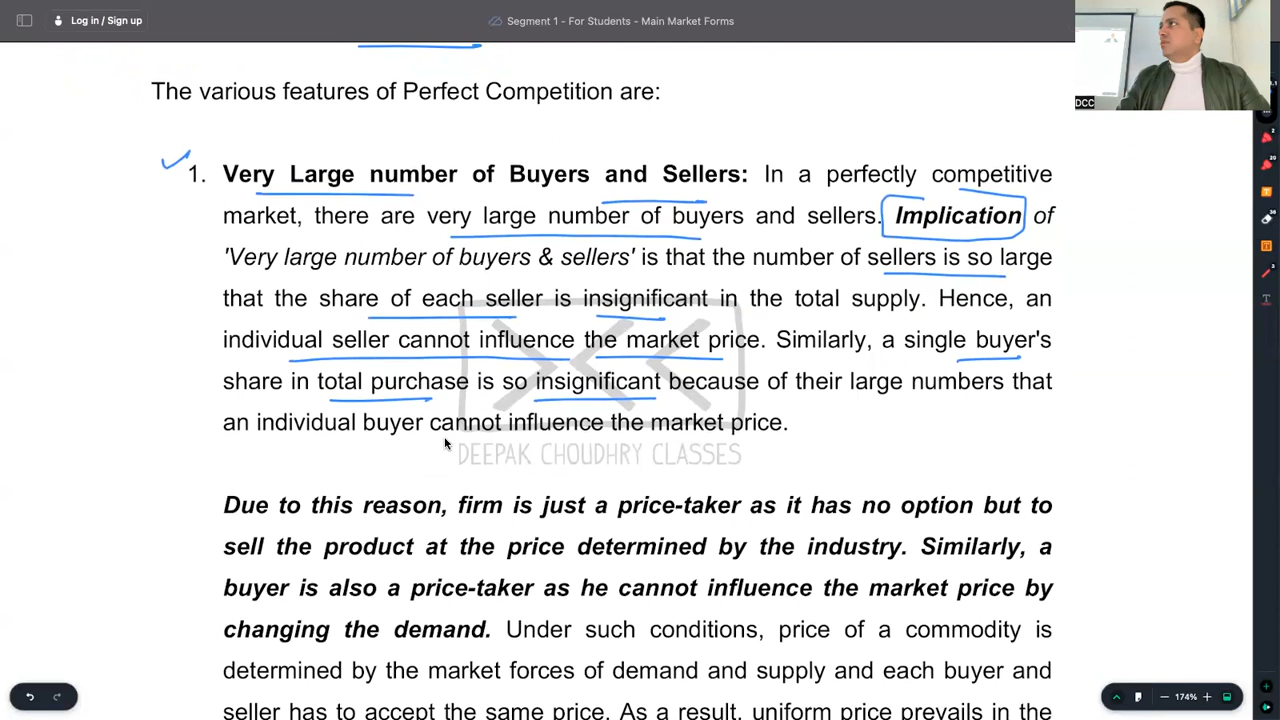 Log in / Sign up
Segment 1 - For Students - Main Market Forms
DCC
The various features of Perfect Competition are:
1. Very Large number of Buyers and Sellers: In a perfectly competitive
market, there are very large number of buyers and sellers. Implication of
'Very large number of buyers & sellers' is that the number of sellers is so large
that the share of each seller is insignificant in the total supply. Hence, an
individual seller cannot influence the market price. Similarly, a single buyer's
share in total purchase is so insignificant because of their large numbers that
an individual buyer cannot influence the market price.
DEEPAK CHOUDHRY CLASSES
Due to this reason, firm is just a price-taker as it has no option but to
sell the product at the price determined by the industry. Similarly, a
buyer is also a price-taker as he cannot influence the market price by
changing the demand. Under such conditions, price of a commodity is
determined by the market forces of demand and supply and each buyer and
seller has to accept the same price. As a result, uniform price prevails in the
174%